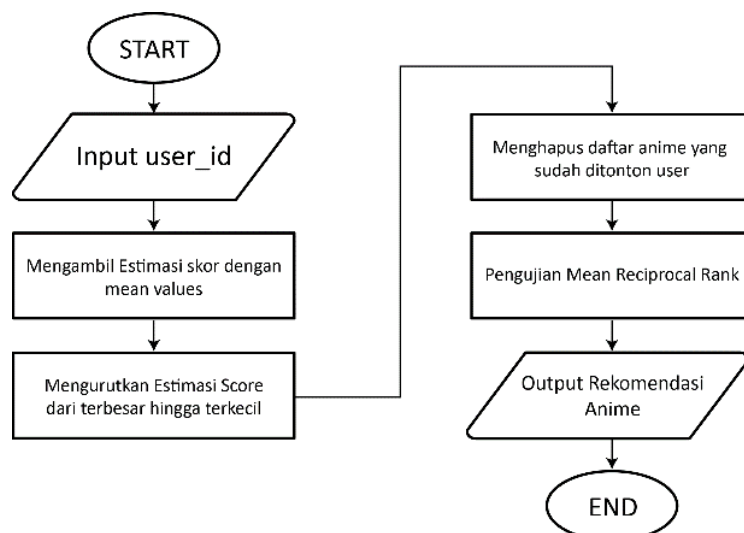 START
Input user_id
Mengambil Estimasi skor dengan
mean values
Mengurutkan Estimasi Score
dari terbesar hingga terkecil
Menghapus daftar anime yang
sudah ditonton user
Pengujian Mean Reciprocal Rank
Output Rekomendasi
Anime
END